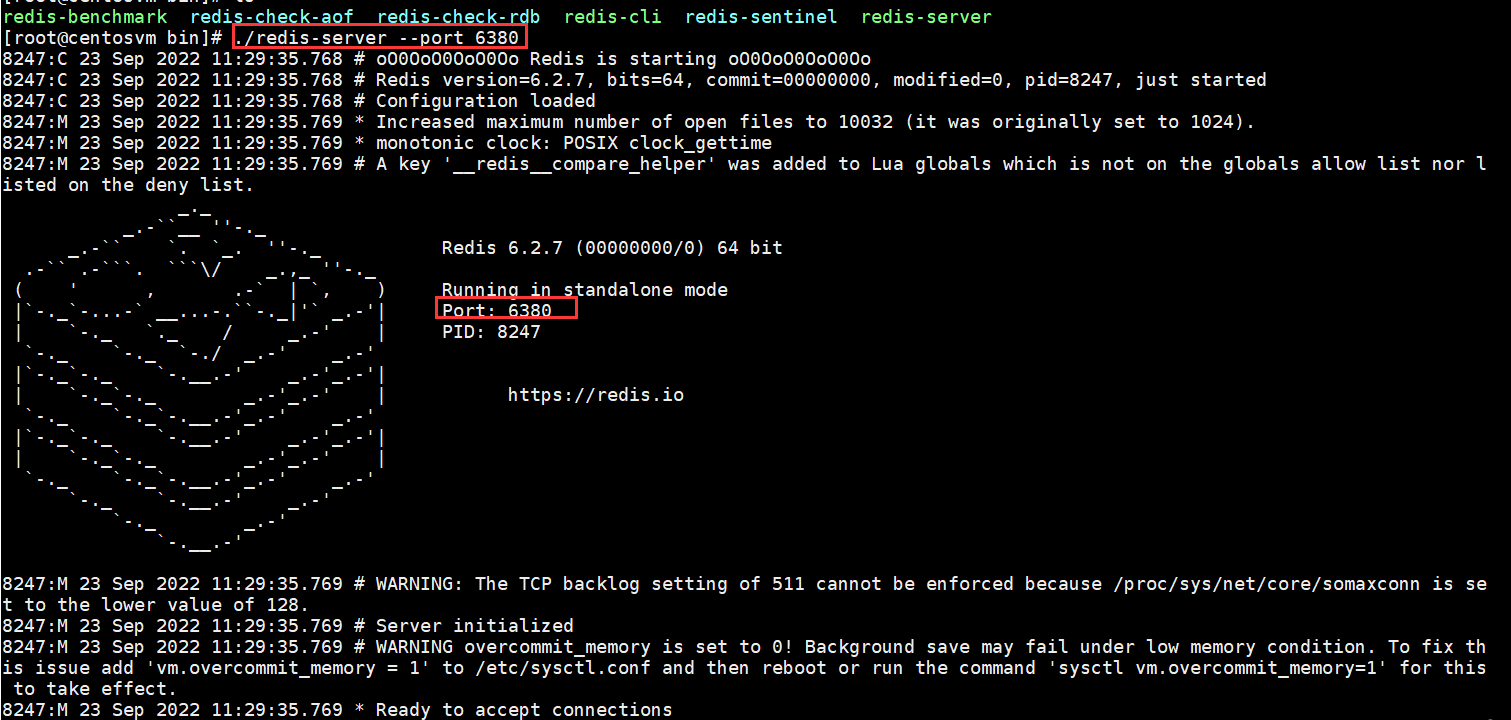 redis-benchmark  redis-check-aof  redis-check-rdb  redis-cli  redis-sentinel  redis-server
[root@centosvm bin]# ./redis-server --port 6380
8247:C 23 Sep 2022 11:29:35.768 # oO0OoO0OoO0Oo Redis is starting oO0OoO0OoO0Oo
8247:C 23 Sep 2022 11:29:35.768 # Redis version=6.2.7, bits=64, commit=00000000, modified=0, pid=8247, just started
8247:C 23 Sep 2022 11:29:35.768 # Configuration loaded
8247:M 23 Sep 2022 11:29:35.769 * Increased maximum number of open files to 10032 (it was originally set to 1024).
8247:M 23 Sep 2022 11:29:35.769 * monotonic clock: POSIX clock_gettime
8247:M 23 Sep 2022 11:29:35.769 # A key '__redis__compare_helper' was added to Lua globals which is not on the globals allow list nor l
isted on the deny list.
Redis 6.2.7 (00000000/0) 64 bit
Running in standalone mode
Port: 6380
PID: 8247
https://redis.io
8247:M 23 Sep 2022 11:29:35.769 # WARNING: The TCP backlog setting of 511 cannot be enforced because /proc/sys/net/core/somaxconn is se
t to the lower value of 128.
8247:M 23 Sep 2022 11:29:35.769 # Server initialized
8247:M 23 Sep 2022 11:29:35.769 # WARNING overcommit_memory is set to 0! Background save may fail under low memory condition. To fix th
is issue add 'vm.overcommit_memory = 1' to /etc/sysctl.conf and then reboot or run the command 'sysctl vm.overcommit_memory=1' for this
 to take effect.
8247:M 23 Sep 2022 11:29:35.769 * Ready to accept connections